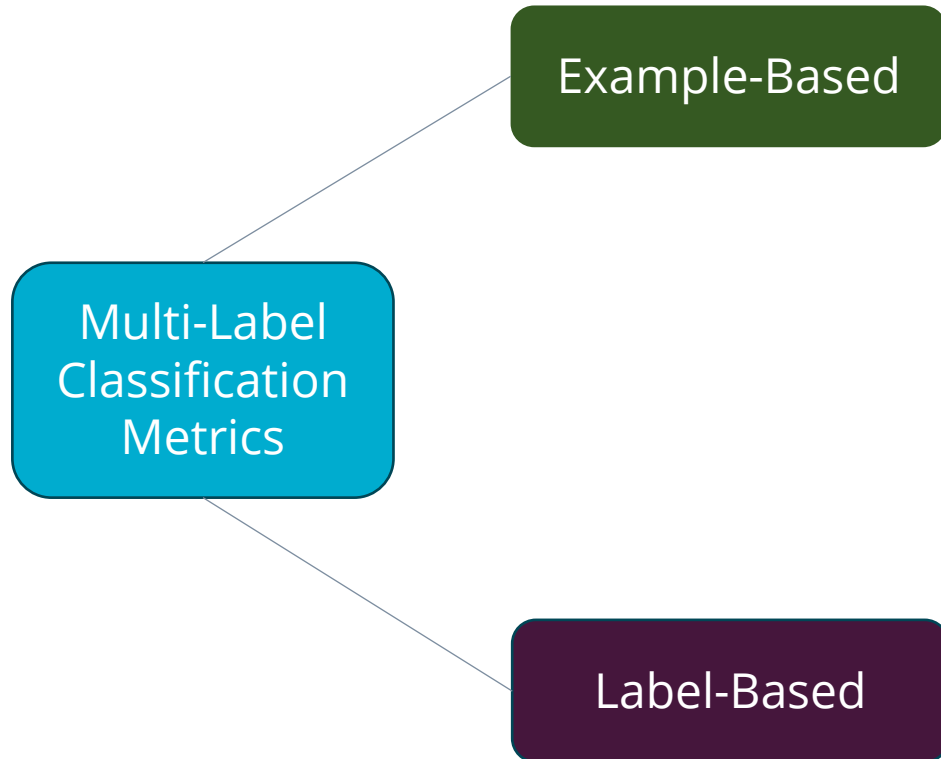 Example-Based
Multi-Label
Classification
Metrics
Label-Based